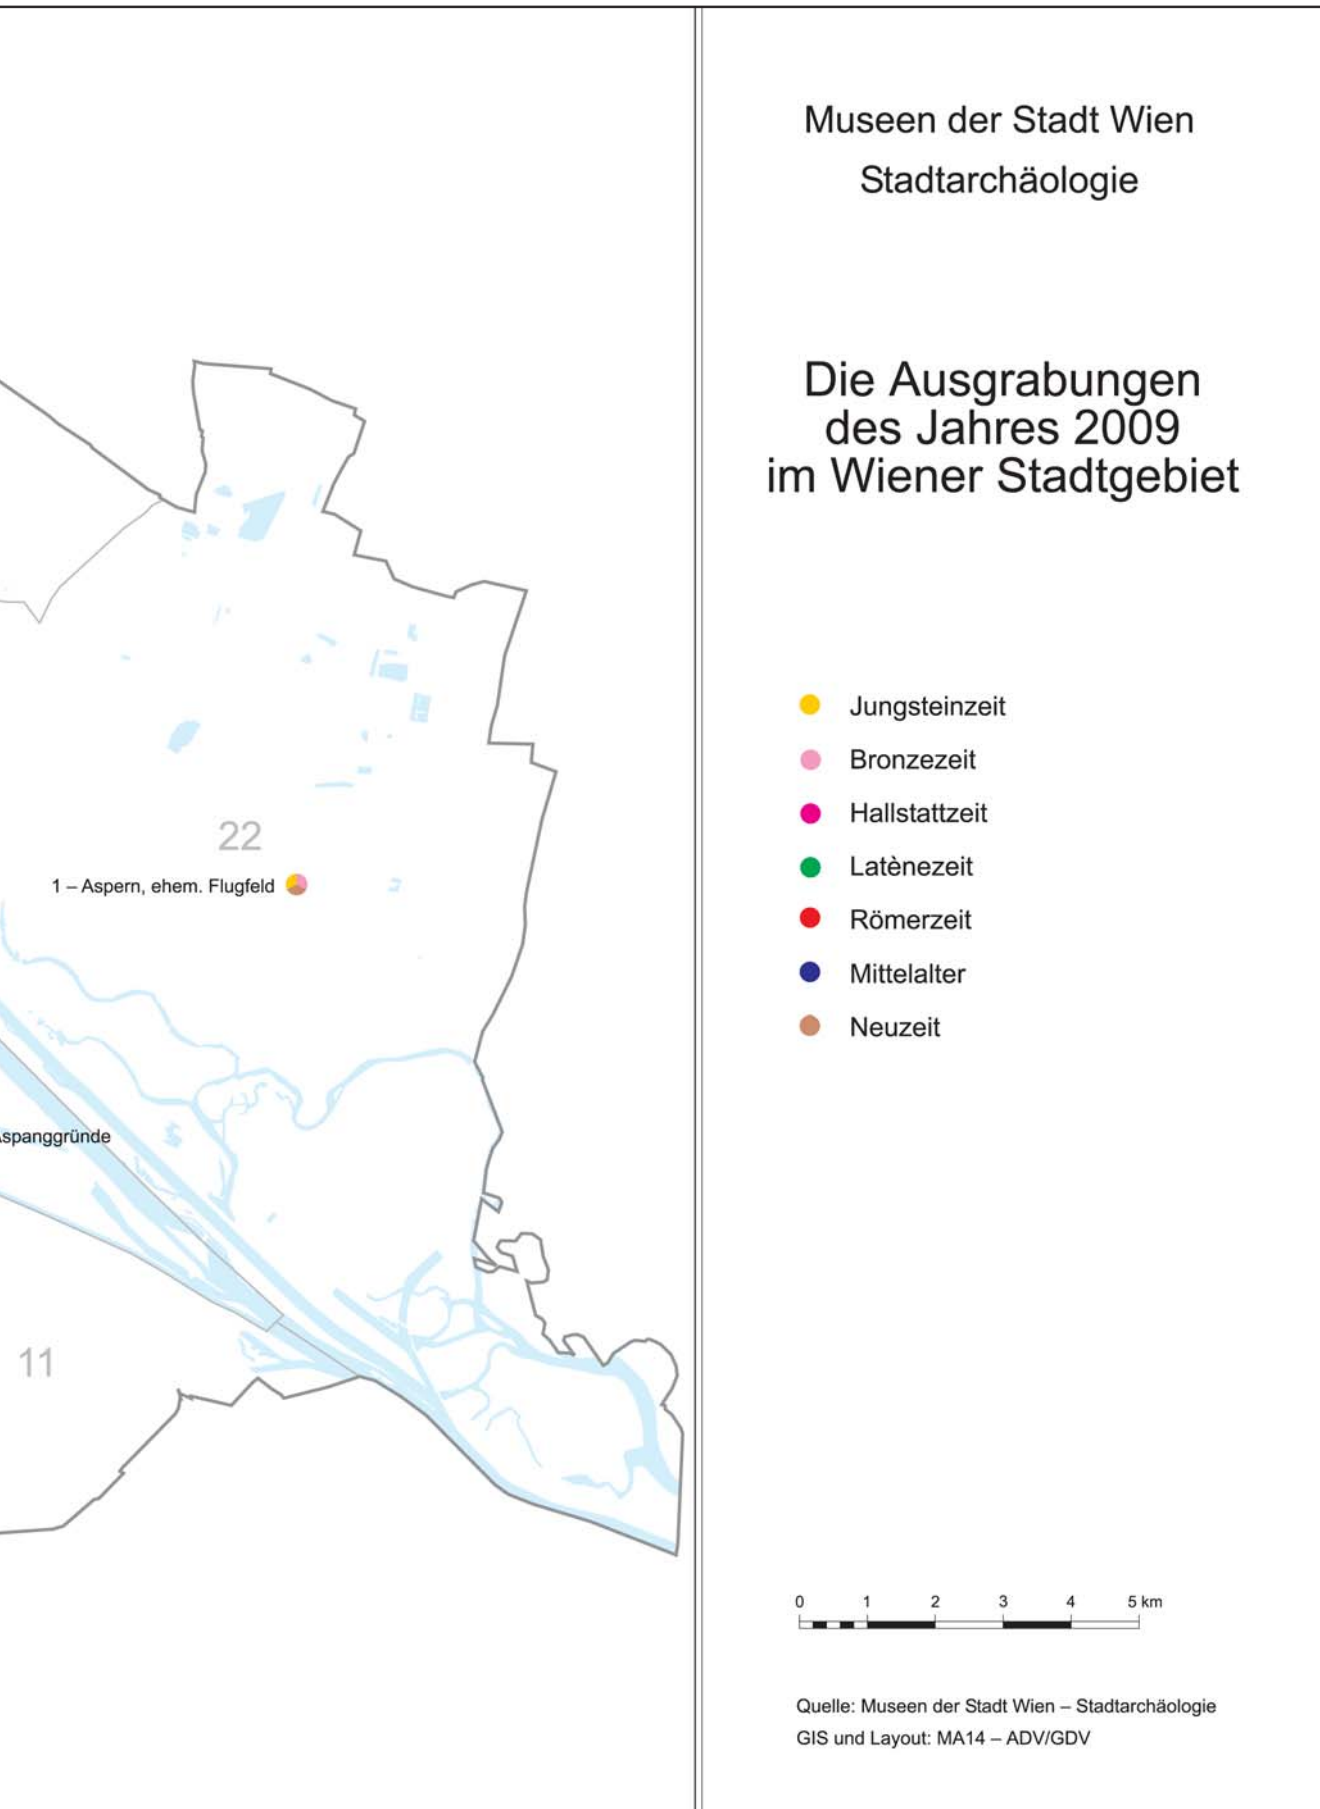 Museen der Stadt Wien
Stadtarchäologie
Die Ausgrabungen
des Jahres 2009
im Wiener Stadtgebiet
Jungsteinzeit
Bronzezeit
Hallstattzeit
Latènezeit
Römerzeit
Mittelalter
Neuzeit
22
1 – Aspern, ehem. Flugfeld
spanggründe
11
0 1 2 3 4 5 km
Quelle: Museen der Stadt Wien – Stadtarchäologie
GIS und Layout: MA14 – ADV/GDV